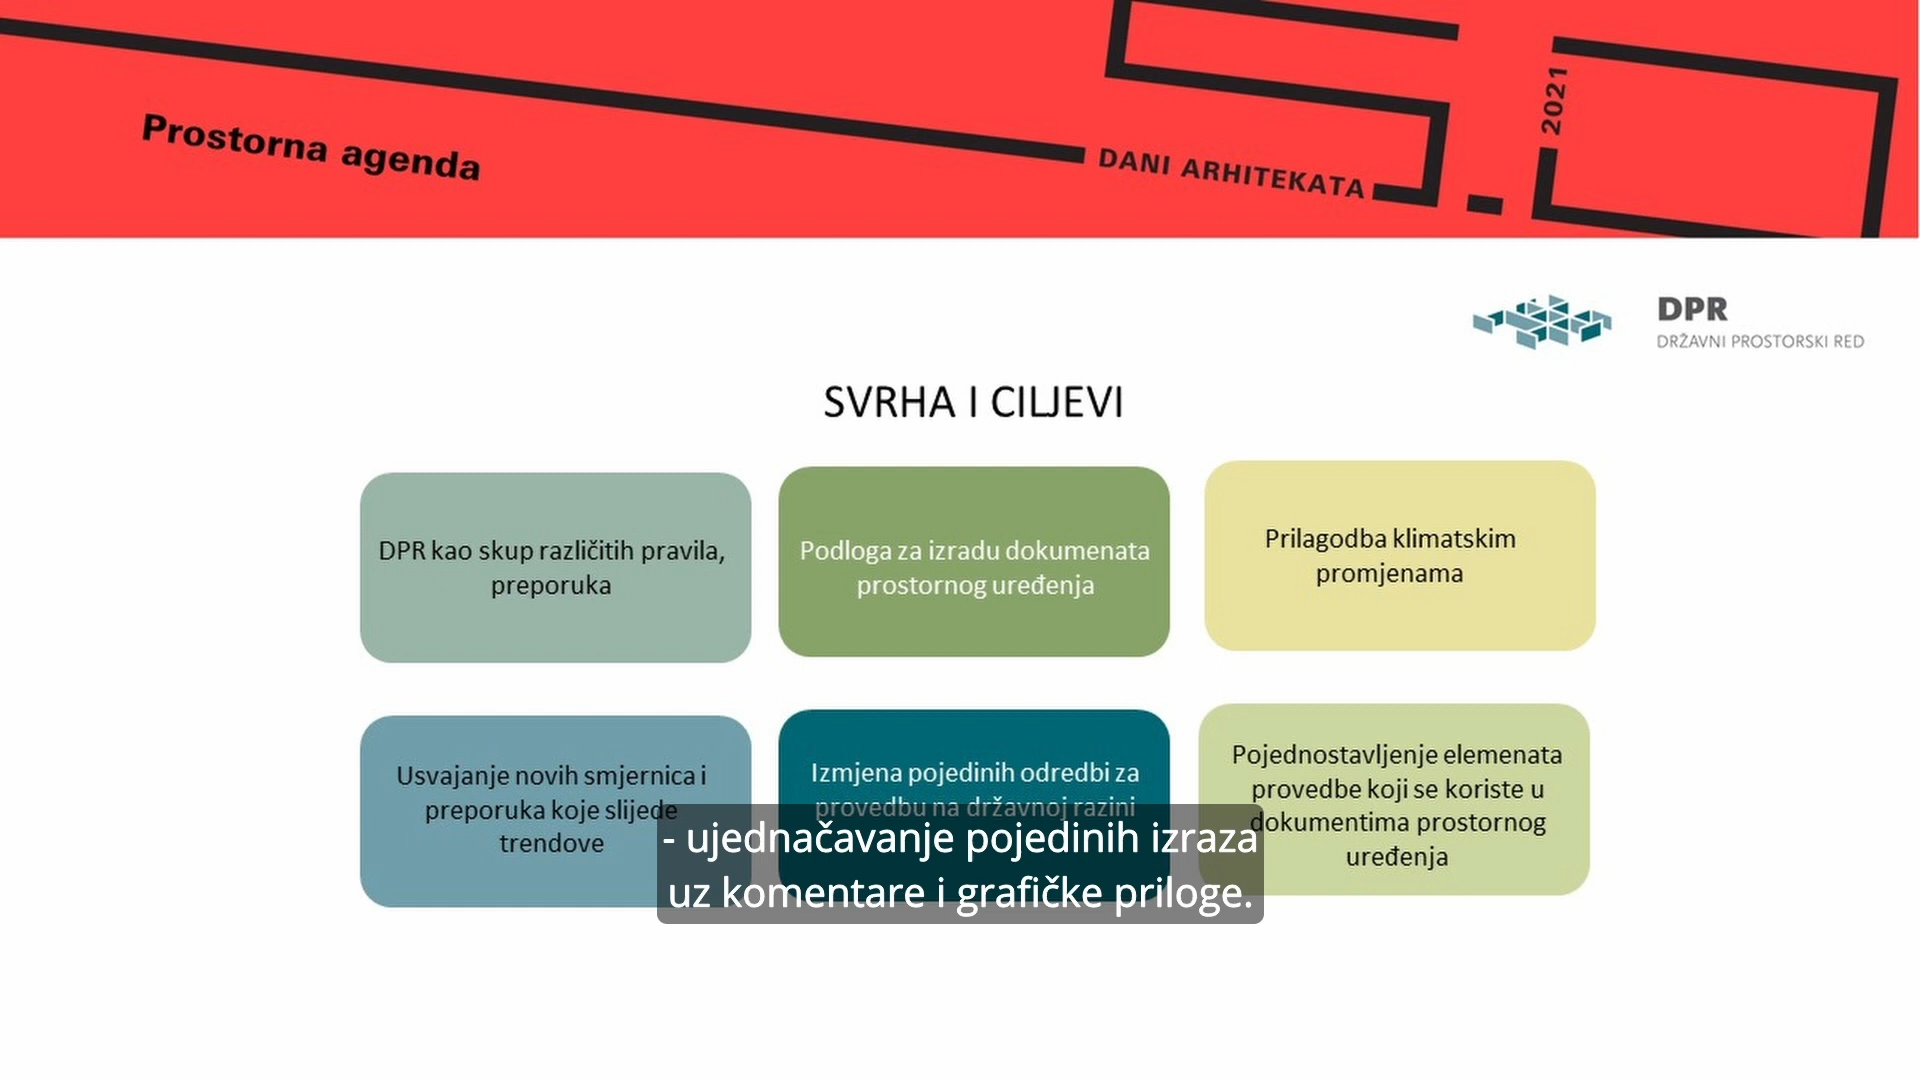 Prostorna agenda
DANI ARHITEKATA
2021
DPR
DRŽAVNI PROSTORSKI RED
SVRHA I CILJEVI
DPR kao skup različitih pravila,
preporuka
Podloga za izradu dokumenata
prostornog uređenja
Prilagodba klimatskim
promjenama
Usvajanje novih smjernica i
preporuka koje slijede
trendove
Izmjena pojedinih odredbi za
provedbu na državnoj razini
Pojednostavljenje elemenata
provedbe koji se koriste u
dokumentima prostornog
uređenja
- ujednačavanje pojedinih izraza
uz komentare i grafičke priloge.